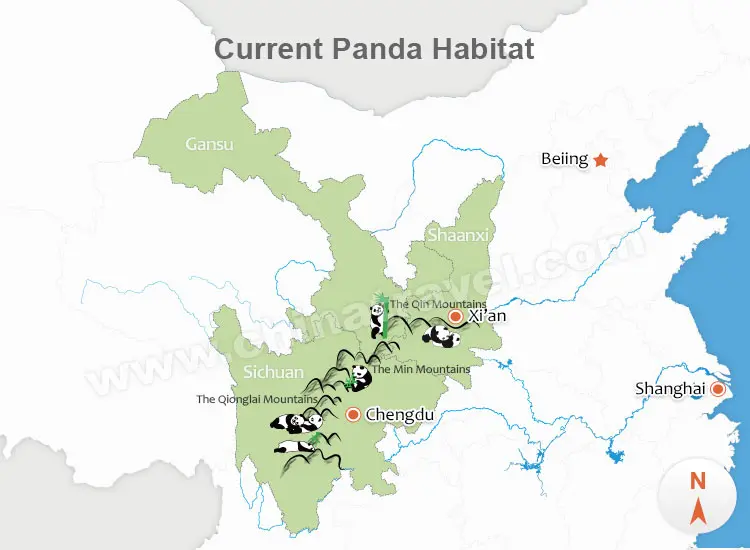 Current Panda Habitat
Gansu
Beiing
Shaanxi
The Qin Mountains
Xi'an
www.chinatravel.com
Sichuan
The Min Mountains
The Qionglai Mountains
Shanghai
Chengdu
N